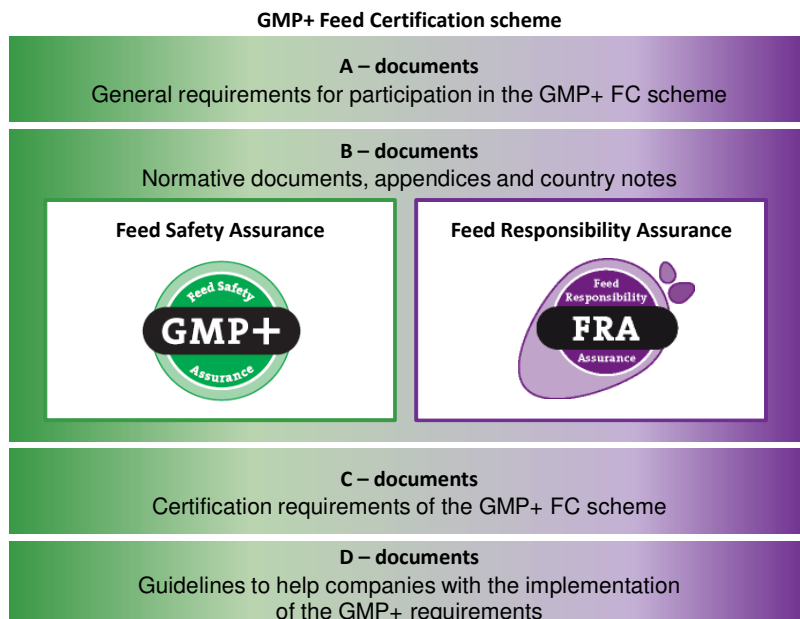 GMP+ Feed Certification scheme
A – documents
General requirements for participation in the GMP+ FC scheme
B – documents
Normative documents, appendices and country notes
Feed Safety Assurance
Feed Safety
GMP+
Assurance
Feed Responsibility Assurance
Feed
Responsibility
FRA
Assurance
C – documents
Certification requirements of the GMP+ FC scheme
D – documents
Guidelines to help companies with the implementation
of the GMP+ requirements